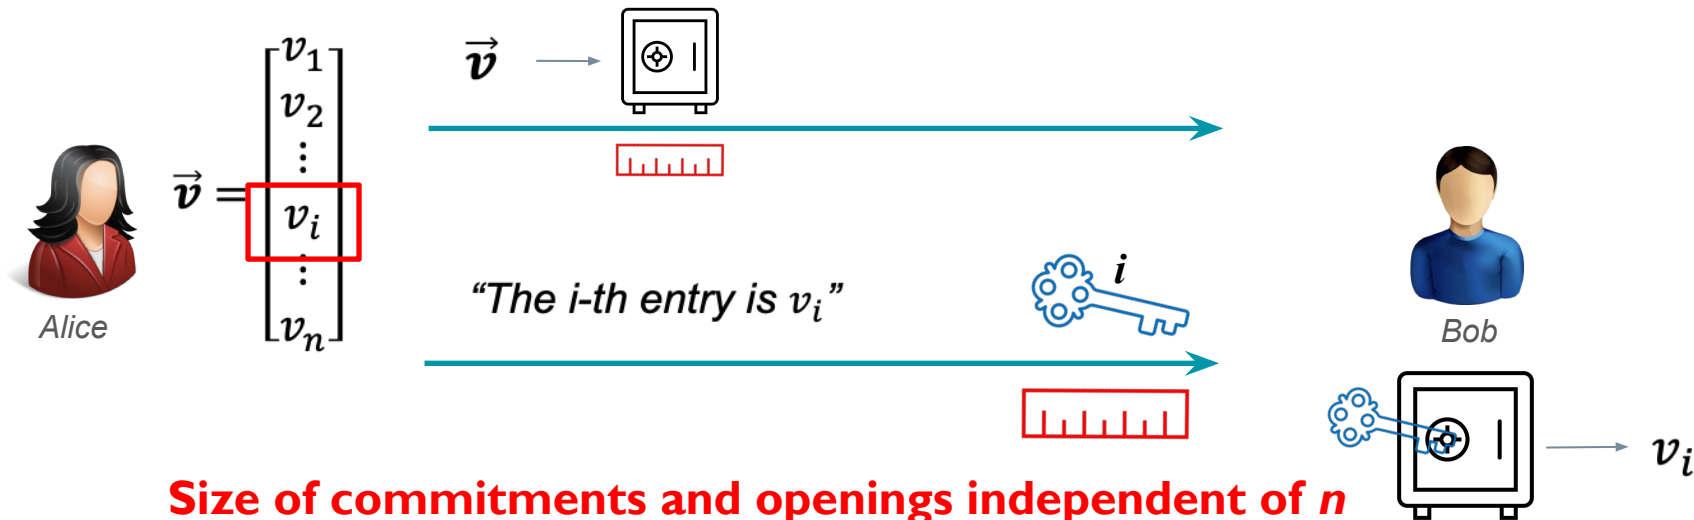 v⃗ =
v₁
v₂
⋮
vᵢ
⋮
vₙ
v⃗
Alice
“The i-th entry is vᵢ”
i
Bob
vᵢ
Size of commitments and openings independent of n